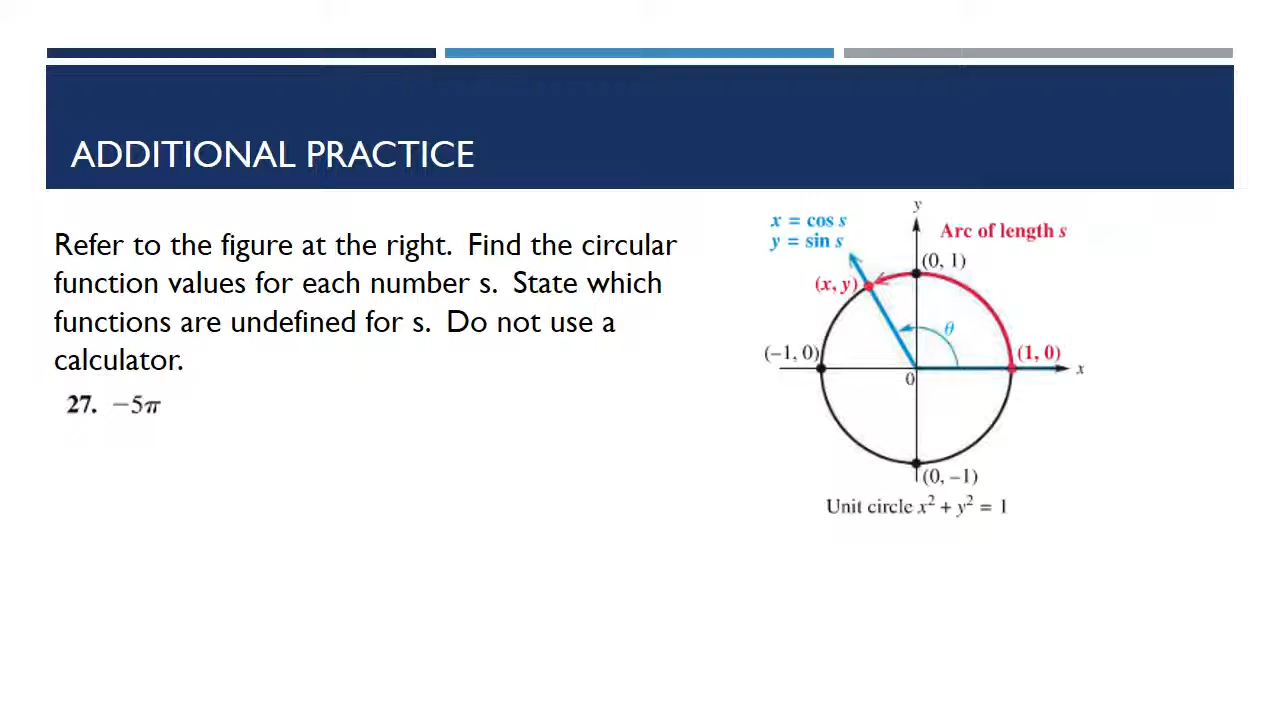 ADDITIONAL PRACTICE
Refer to the figure at the right. Find the circular
function values for each number s. State which
functions are undefined for s. Do not use a
calculator.
27. −5π
x = cos s
y = sin s
y
Arc of length s
(0, 1)
(x, y)
θ
(−1, 0)
(1, 0)
0
x
(0, −1)
Unit circle x² + y² = 1